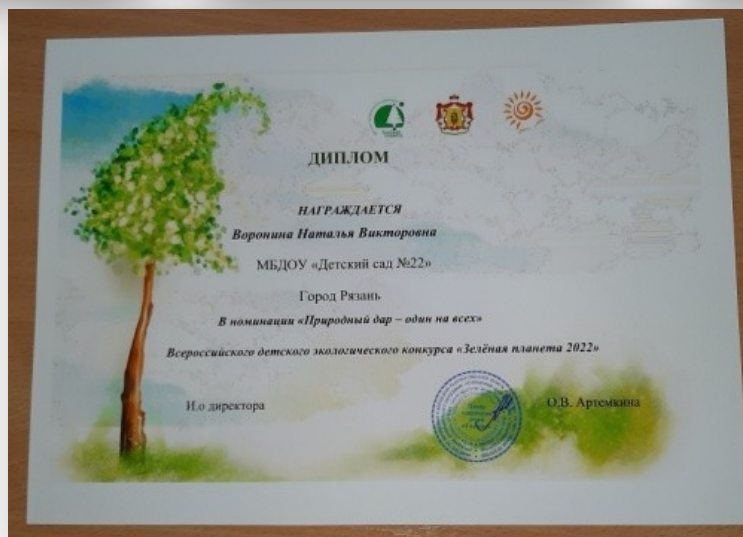 ДИПЛОМ
НАГРАЖДАЕТСЯ
Воронина Наталья Викторовна
МБДОУ «Детский сад №22»
Город Рязань
В номинации «Природный дар – один на всех»
Всероссийского детского экологического конкурса «Зелёная планета 2022»
И.о директора
О.В. Артемкина